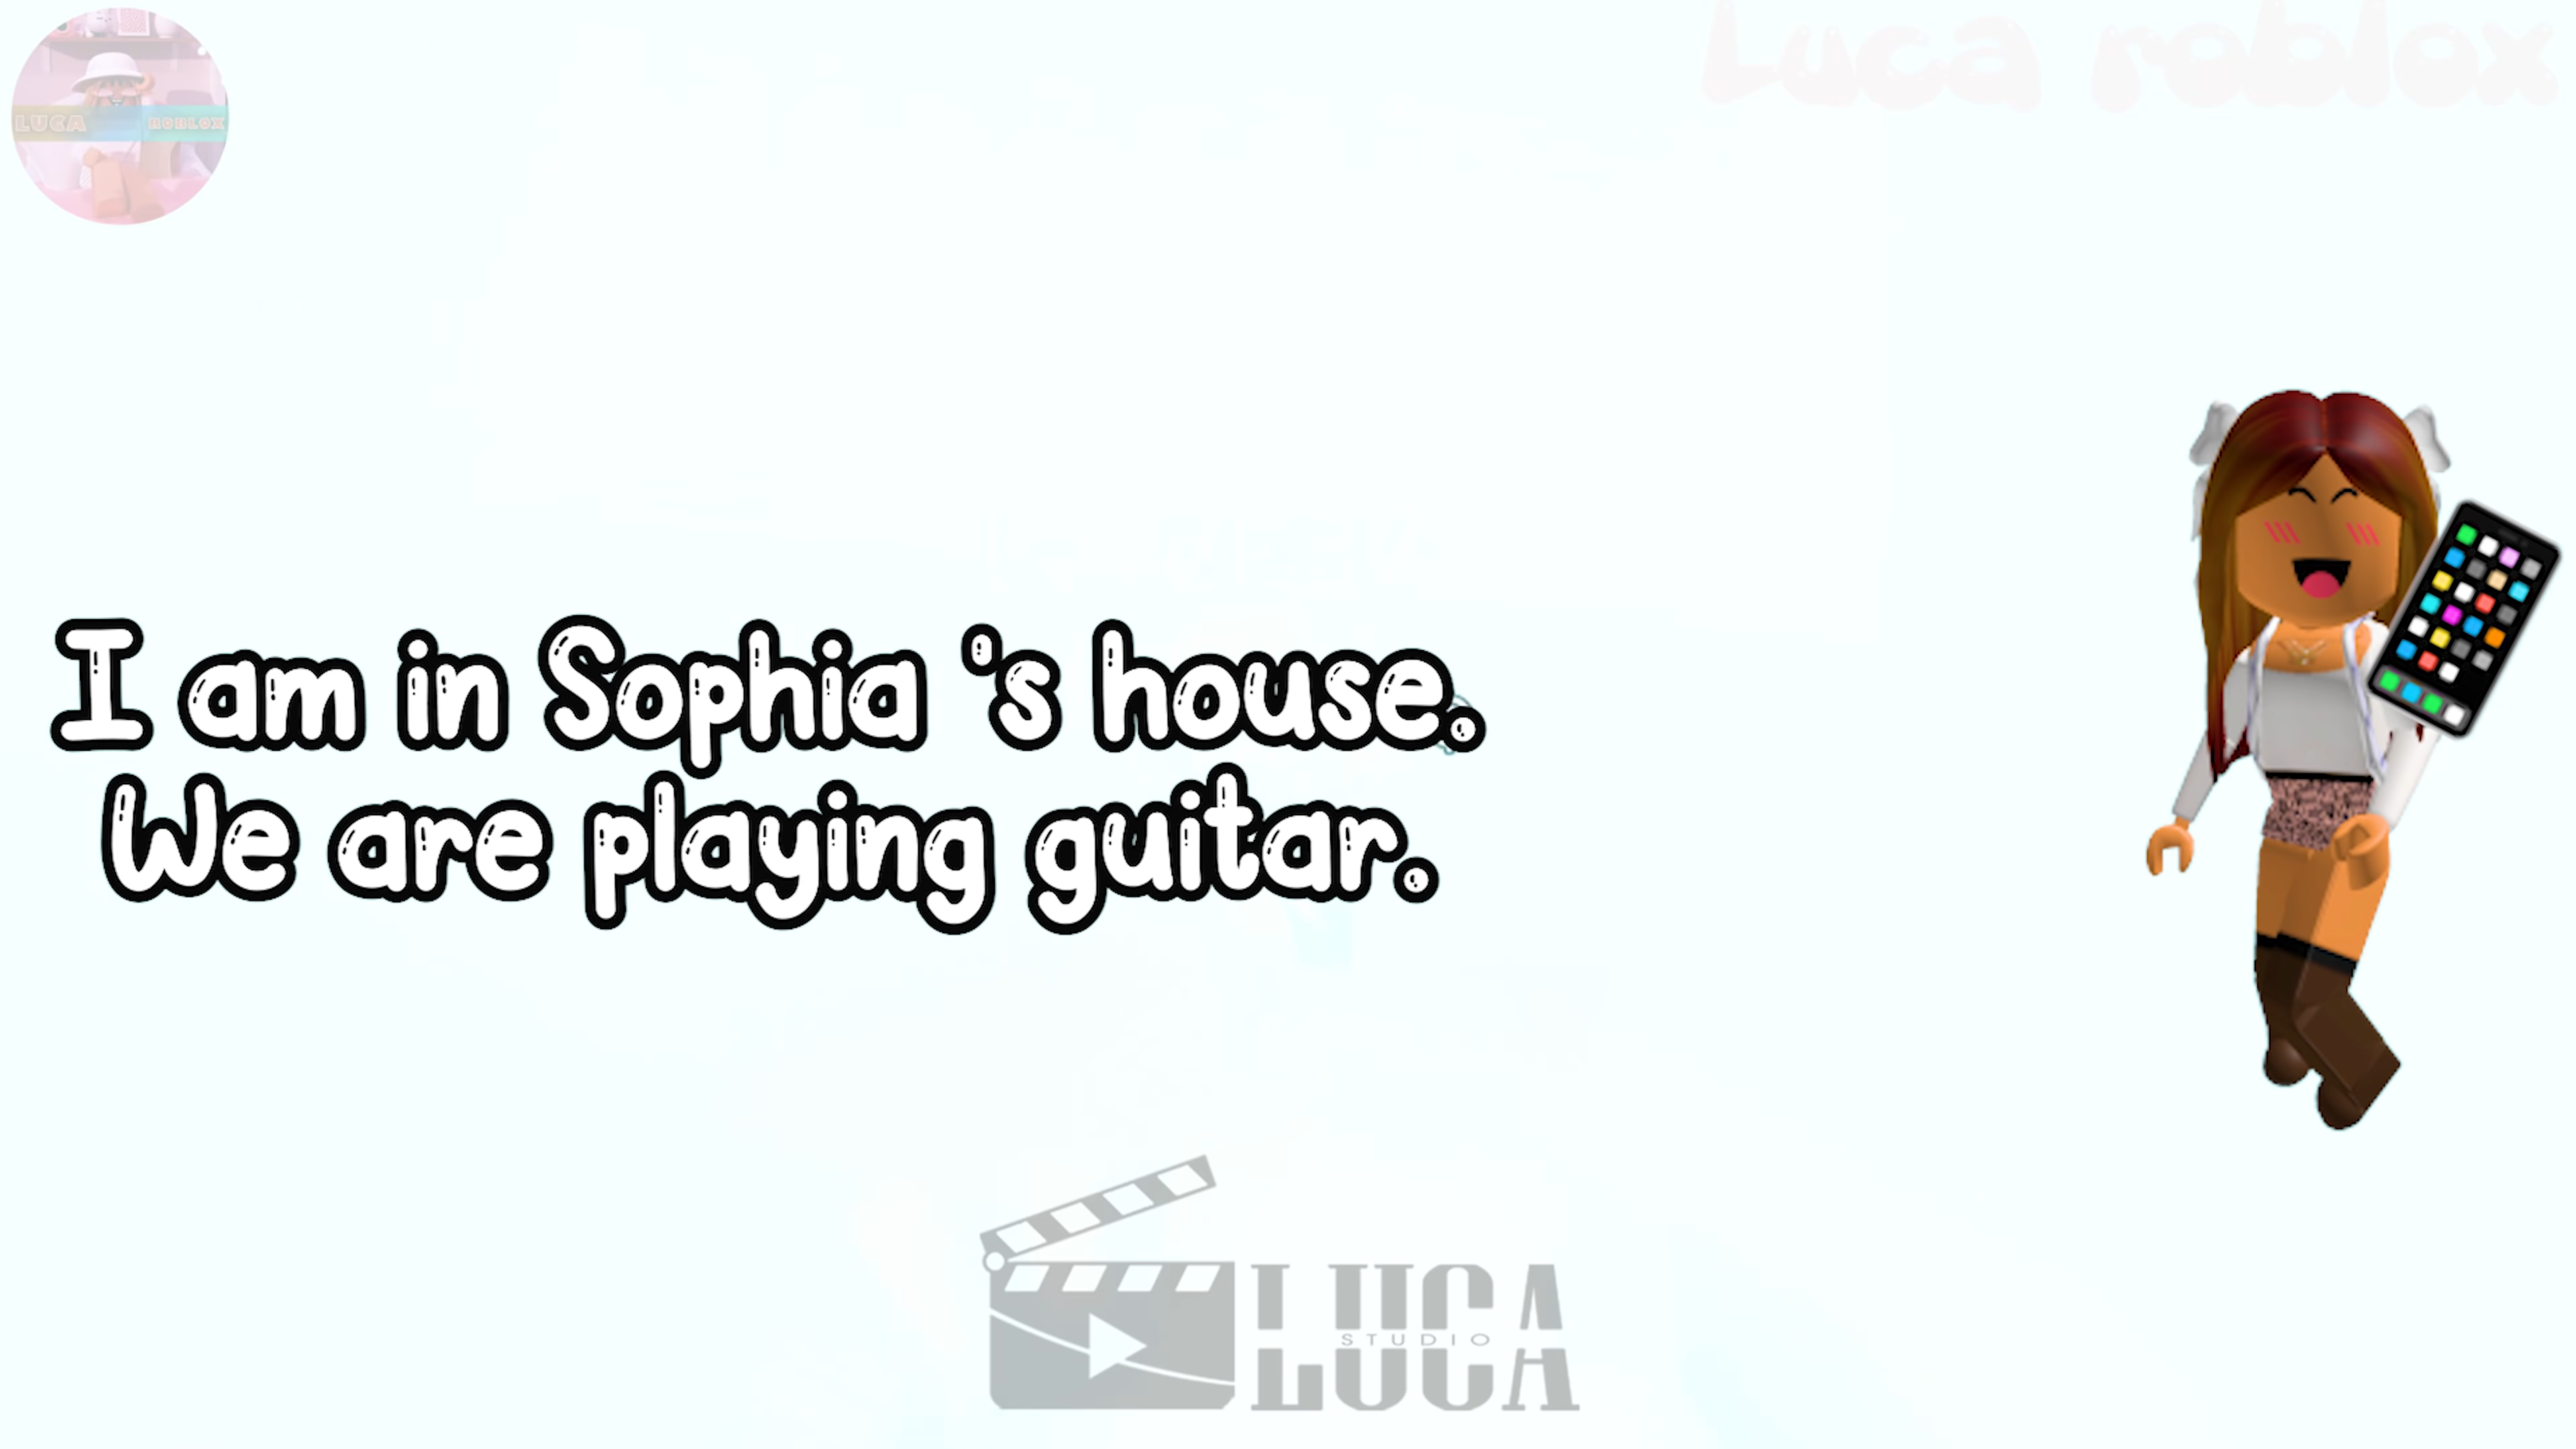 LUCA ROBLOX
Luca roblox
I am in Sophia 's house.
We are playing guitar.
LUCA
STUDIO
LUCA